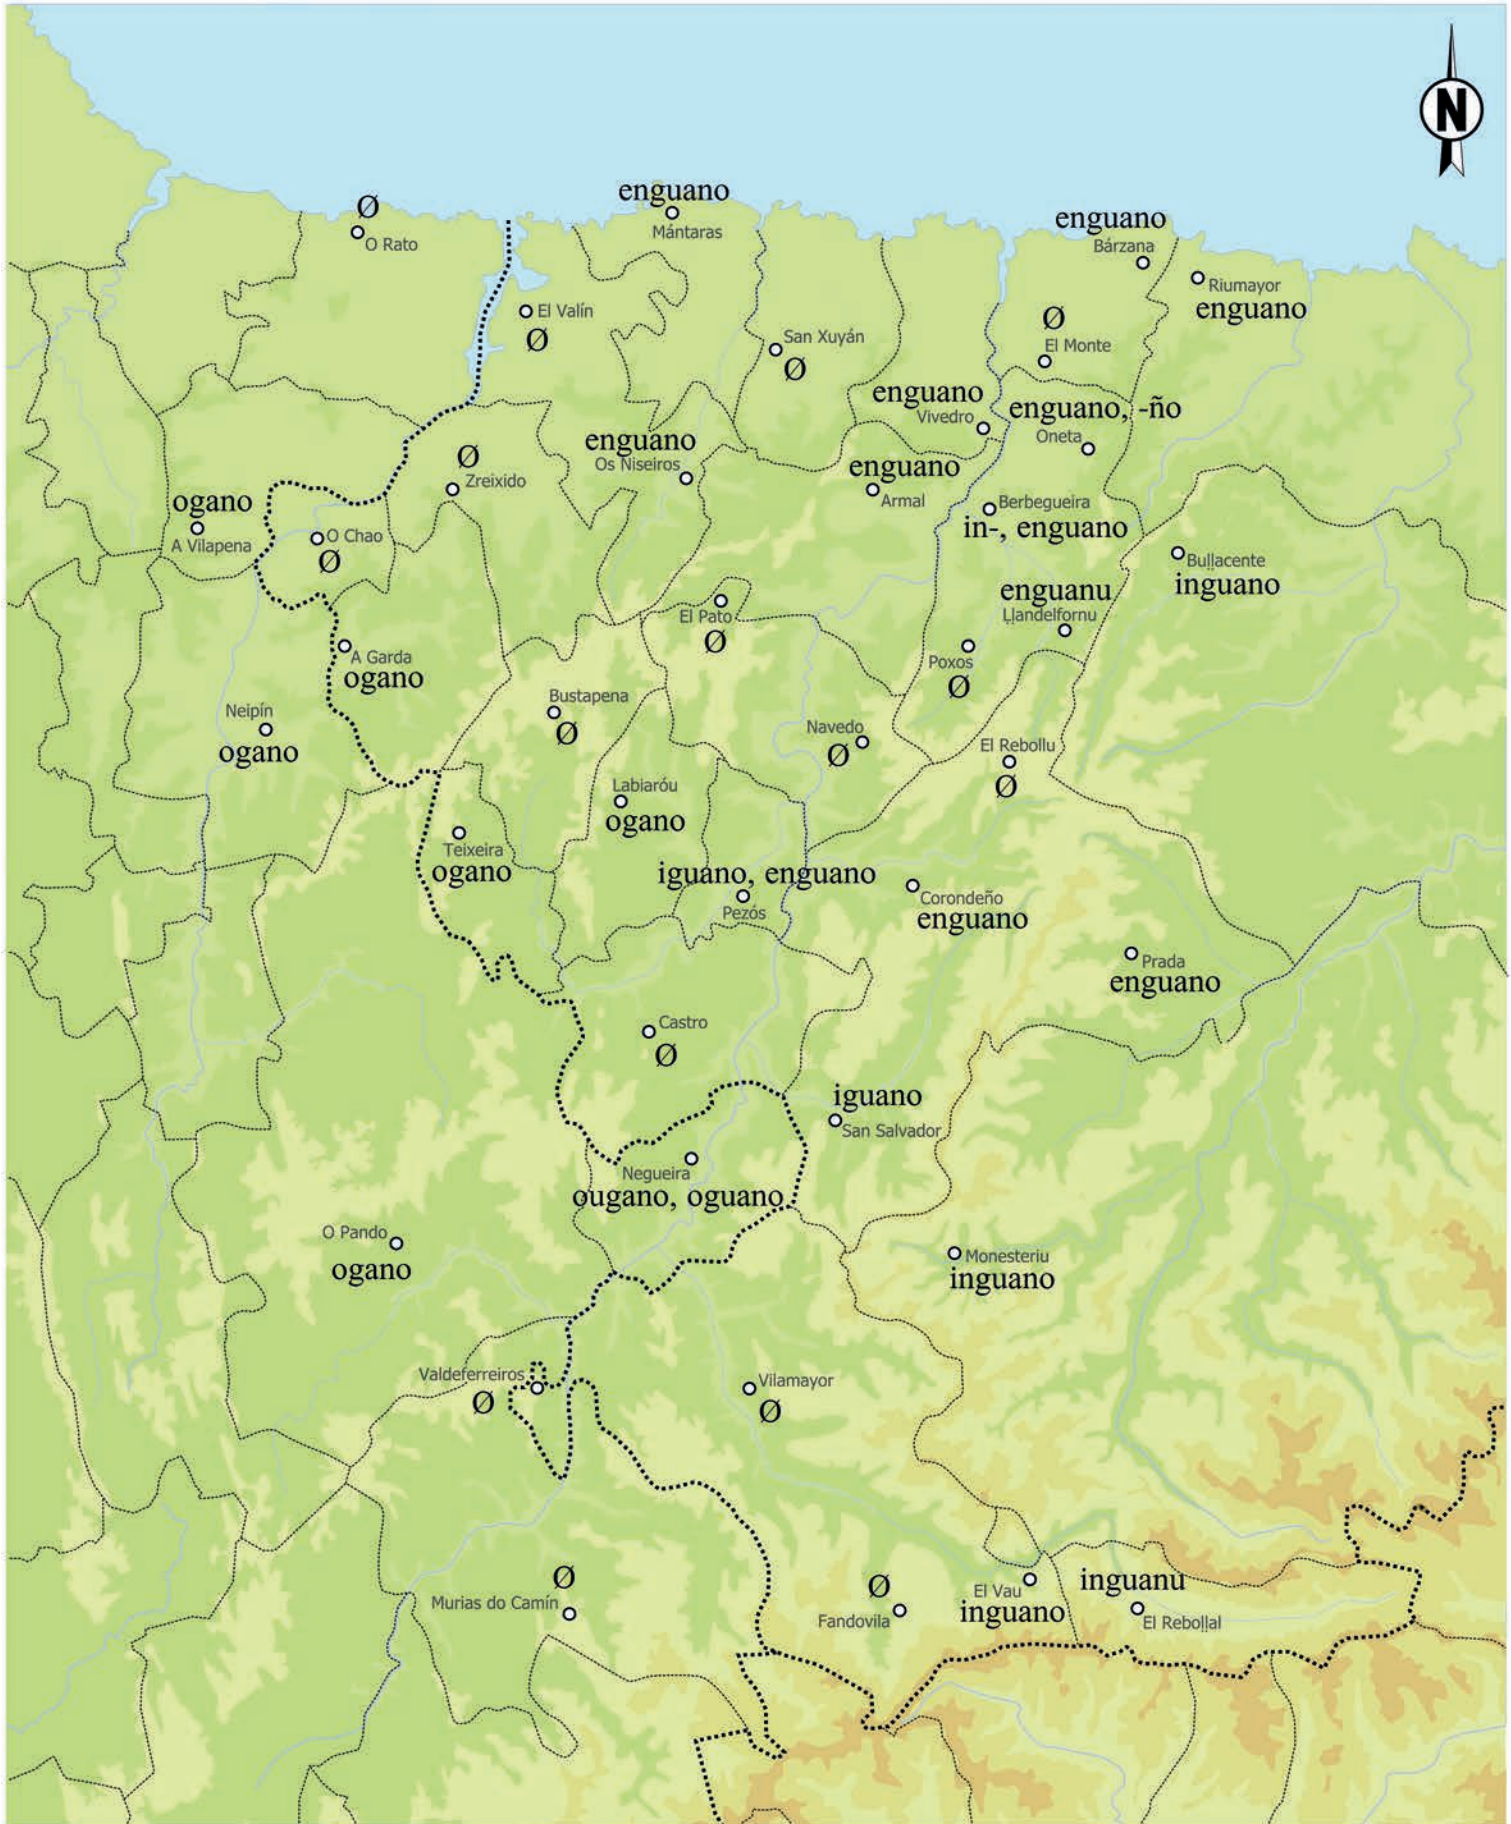 N
enguano
Ø
Mántaras
O Rato
enguano
Bárzana
Riumayor
enguano
El Valín
Ø
San Xuyán
Ø
Ø
El Monte
enguano
Vivedro
enguano, -ño
Oneta
enguano
Os Niseiros
Ø
Zreixido
enguano
Armal
ogano
A Vilapena
O Chao
Ø
Berbegueira
in-, enguano
Buḷḷacente
inguano
enguanu
Ḷḷandelfornu
El Pato
Ø
A Garda
ogano
Poxos
Ø
Bustapena
Ø
Neipín
ogano
Navedo
Ø
El Rebollu
Ø
Labiaróu
ogano
Teixeira
ogano
iguano, enguano
Pezós
Corondeño
enguano
Prada
enguano
Castro
Ø
iguano
San Salvador
Negueira
ougano, oguano
O Pando
ogano
Monesteriu
inguano
Valdeferreiros
Ø
Vilamayor
Ø
Ø
Murias do Camín
Ø
Fandovila
El Vau
inguano
inguanu
El Reboḷḷal